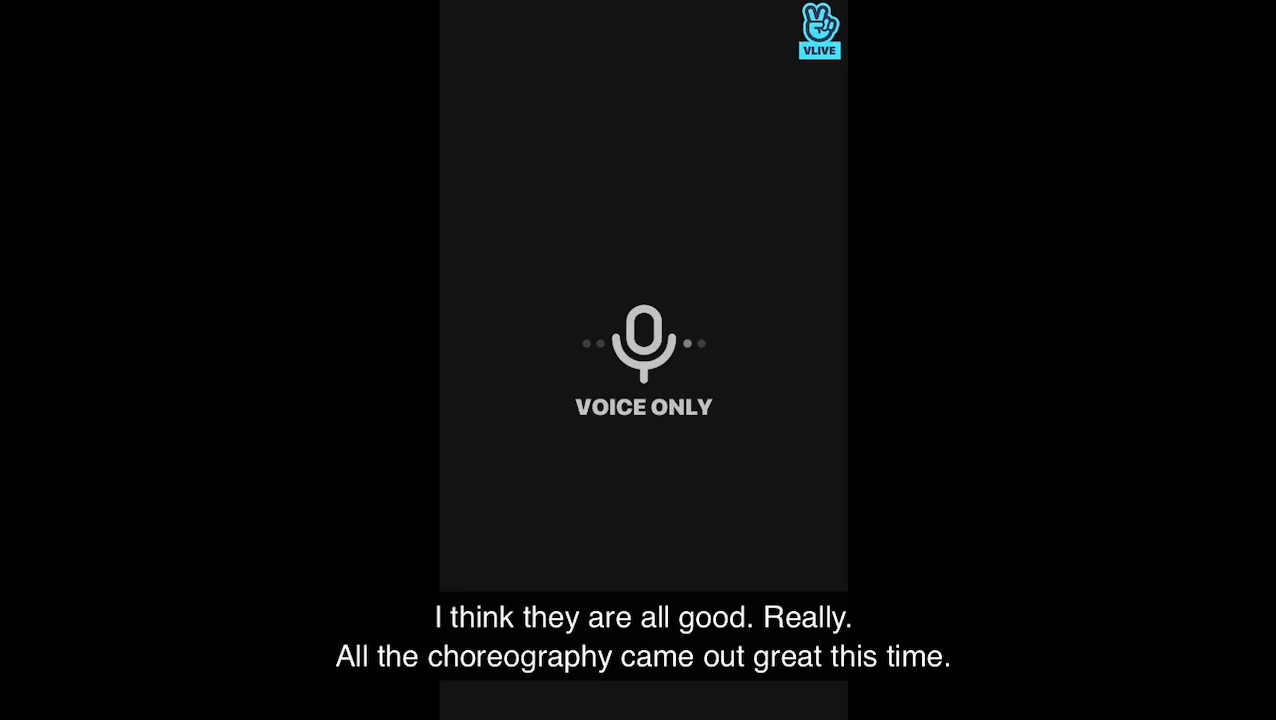 VLIVE
VOICE ONLY
I think they are all good. Really.
All the choreography came out great this time.